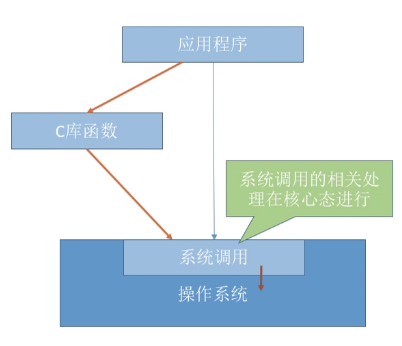 应用程序
C库函数
系统调用的相关处
理在核心态进行
系统调用
操作系统